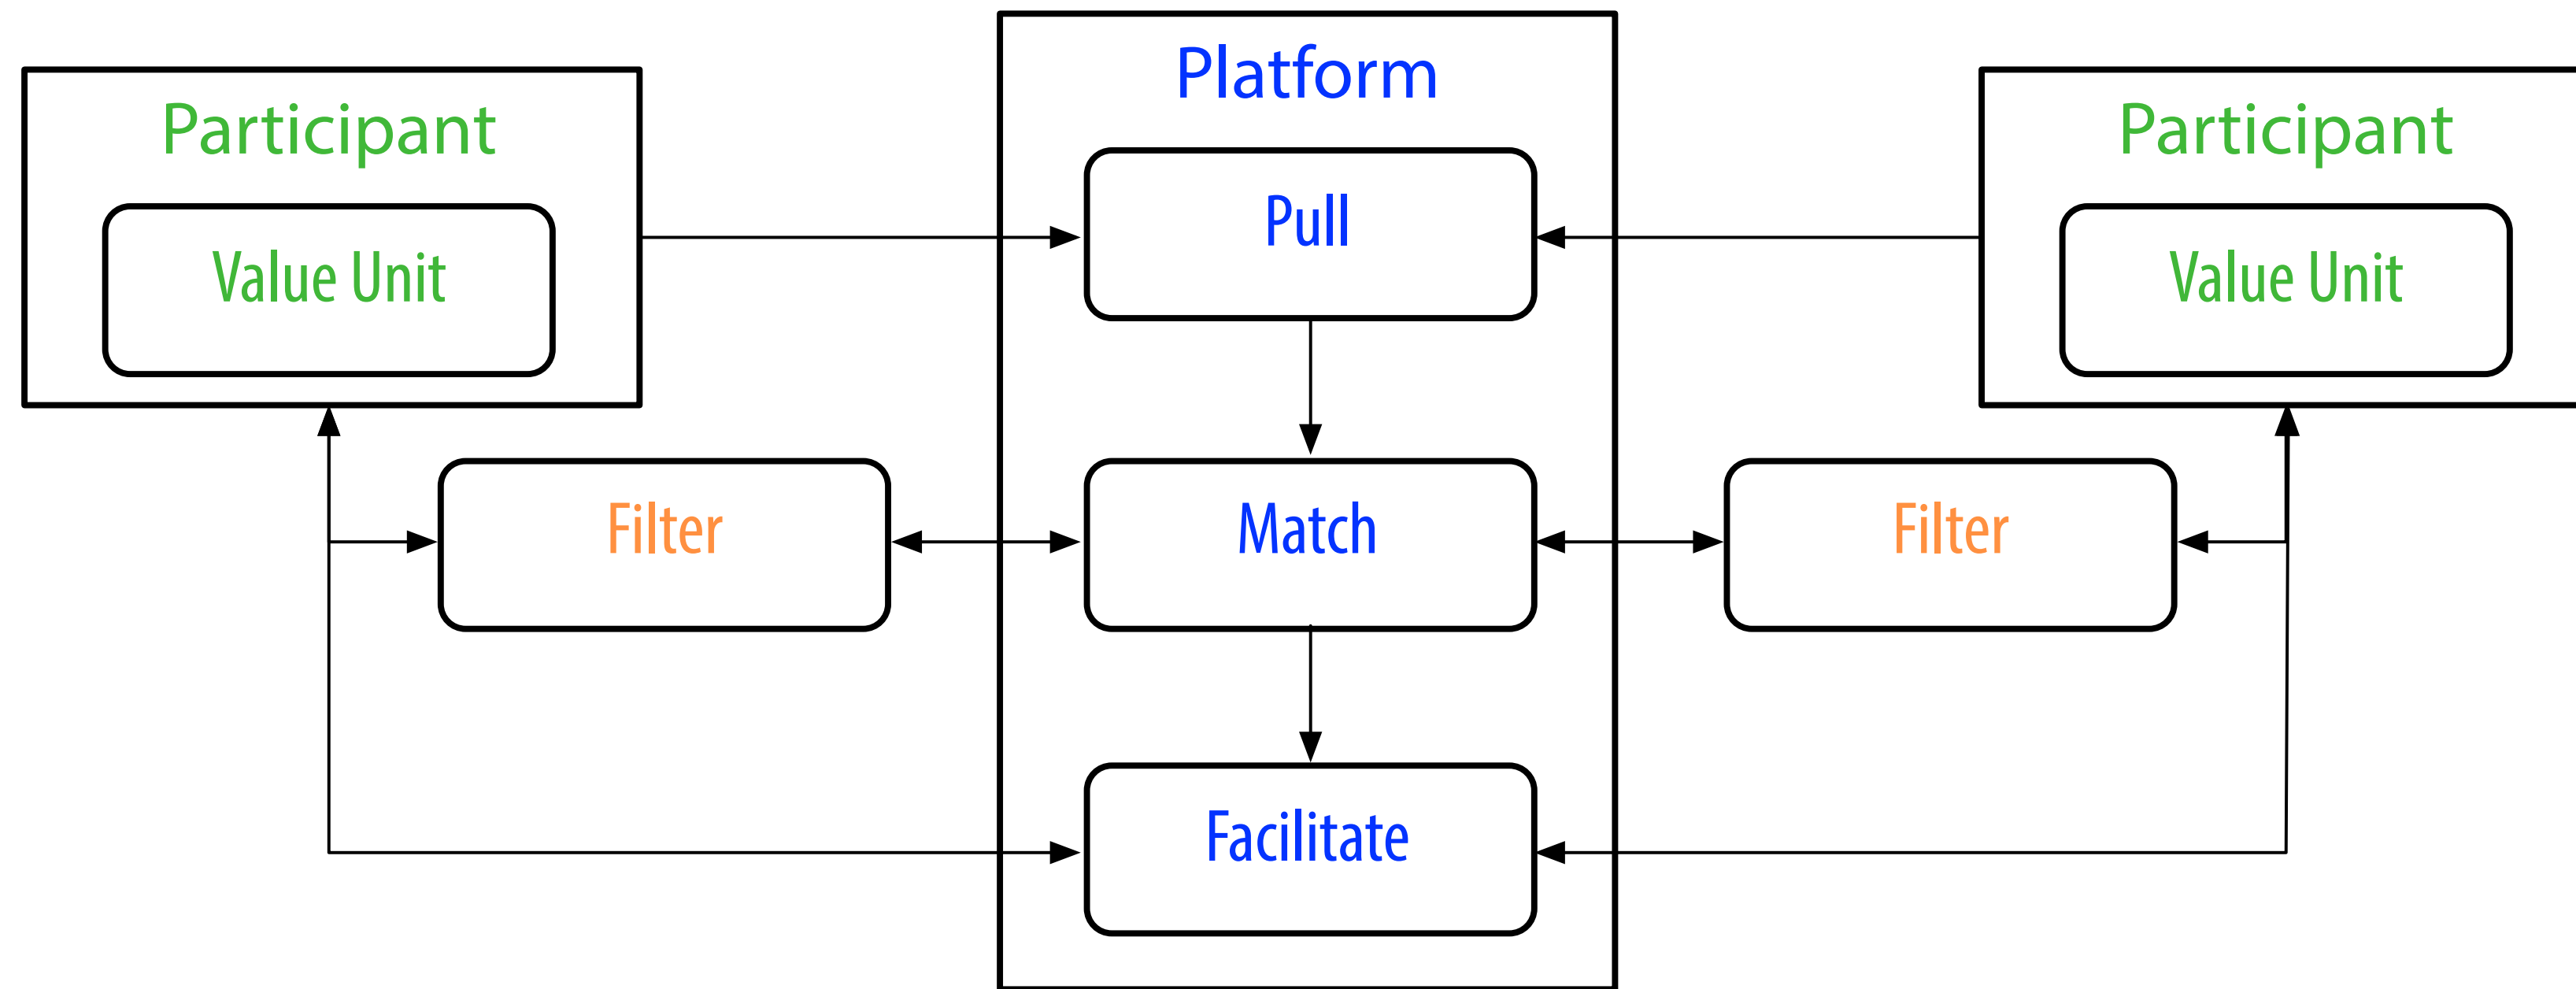 Platform
Participant
Participant
Pull
Value Unit
Value Unit
Filter
Match
Filter
Facilitate